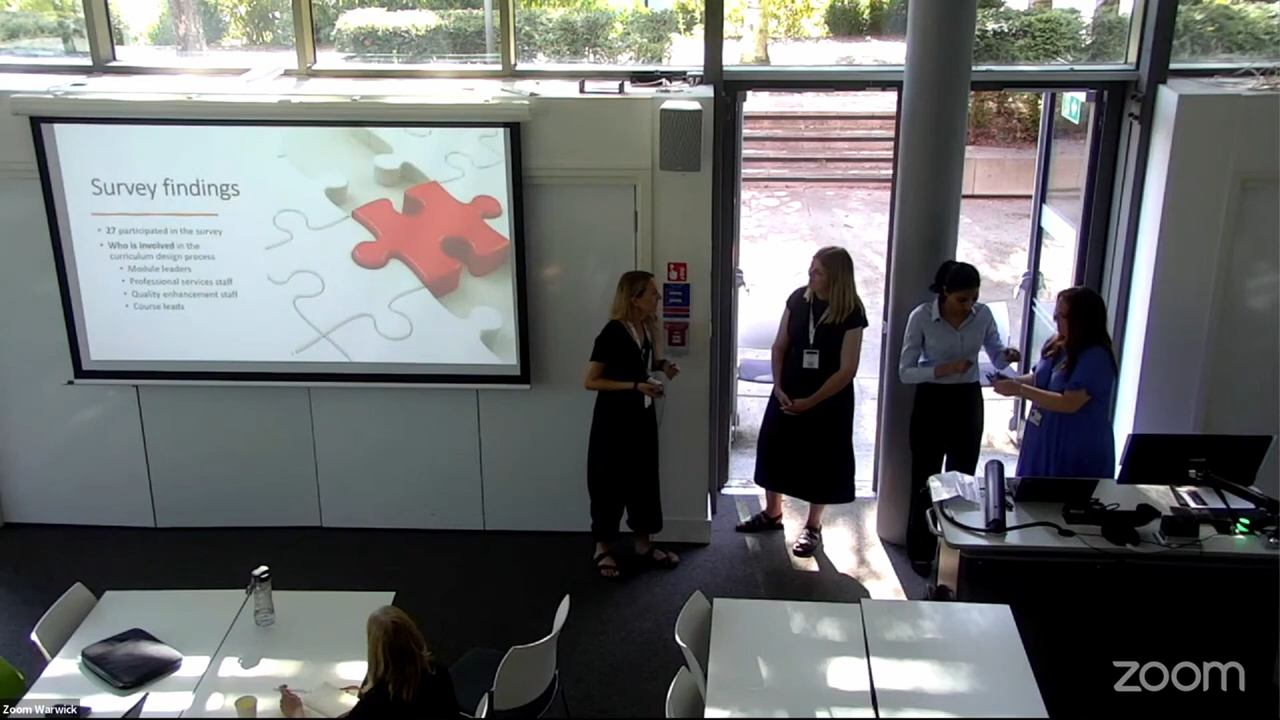 Survey findings
27 participated in the survey
Who is involved in the
curriculum design process
Module leaders
Professional services staff
Quality enhancement staff
Course leads
zoom
Zoom Warwick